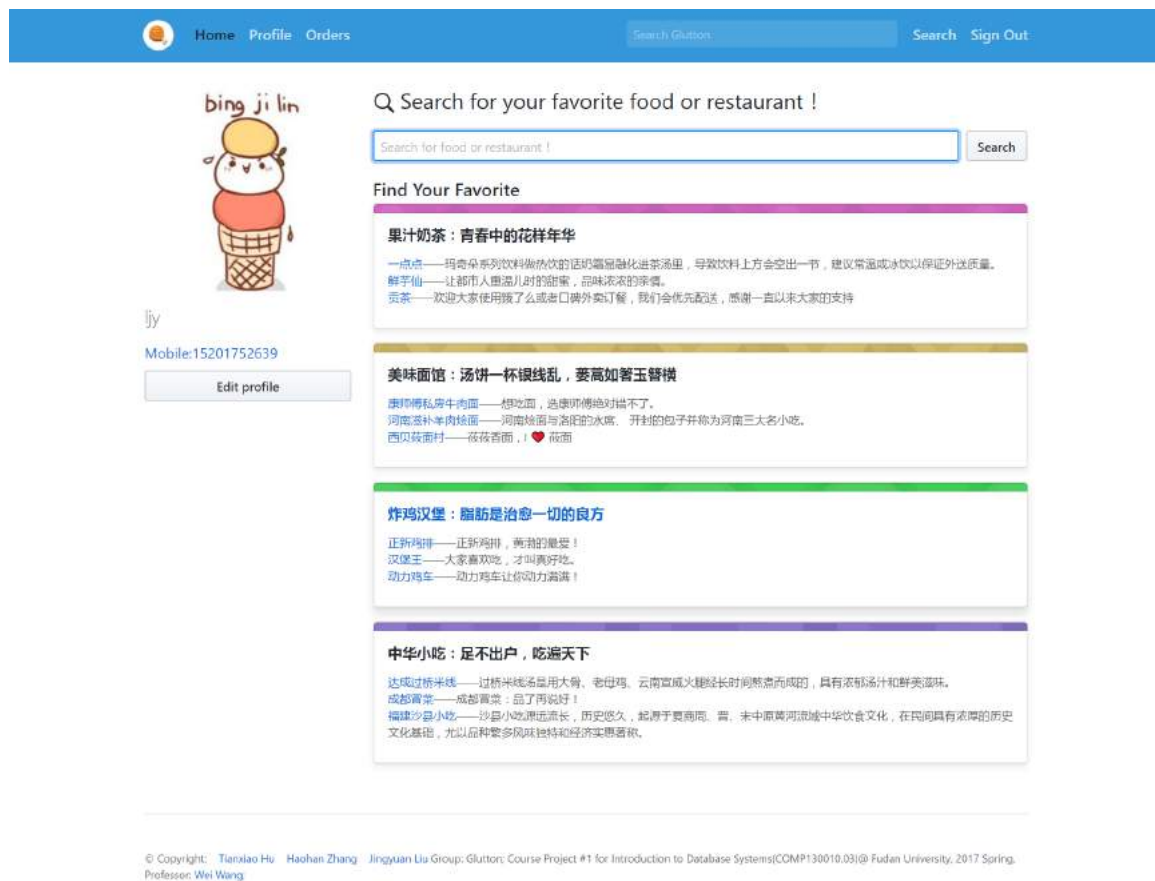 Home Profile Orders
Search Glutton
Search Sign Out
bing ji lin
ljy
Mobile:15201752639
Edit profile
Search for your favorite food or restaurant !
Search for food or restaurant !
Search
Find Your Favorite
果汁奶茶：青春中的花样年华
一点点——玛奇朵系列饮料做热饮的话奶霜易融化进茶汤里，导致饮料上方会空出一节，建议常温或冰饮以保证外送质量。
鲜芋仙——让都市人重温儿时的甜蜜，品味浓浓的亲情。
贡茶——欢迎大家使用饿了么或者口碑外卖订餐，我们会优先配送，感谢一直以来大家的支持
美味面馆：汤饼一杯银线乱，蒌蒿如箸玉簪横
康师傅私房牛肉面——想吃面，选康师傅绝对错不了。
河南滋补羊肉烩面——河南烩面与洛阳的水席、 开封的包子并称为河南三大名小吃。
西贝莜面村——莜莜香面，I ❤ 莜面
炸鸡汉堡：脂肪是治愈一切的良方
正新鸡排——正新鸡排，黄渤的最爱！
汉堡王——大家喜欢吃，才叫真好吃。
动力鸡车——动力鸡车让你动力满满！
中华小吃：足不出户，吃遍天下
达成过桥米线——过桥米线汤是用大骨、老母鸡、云南宣威火腿经长时间熬煮而成的，具有浓郁汤汁和鲜美滋味。
成都冒菜——成都冒菜：品了再说好！
福建沙县小吃——沙县小吃源远流长，历史悠久，起源于夏商周、晋、宋中原黄河流域中华饮食文化，在民间具有浓厚的历史
文化基础，尤以品种繁多风味独特和经济实惠著称。
© Copyright: Tianxiao Hu Haohan Zhang Jingyuan Liu Group: Glutton: Course Project #1 for Introduction to Database Systems(COMP130010.03)@ Fudan University, 2017 Spring.
Professor: Wei Wang